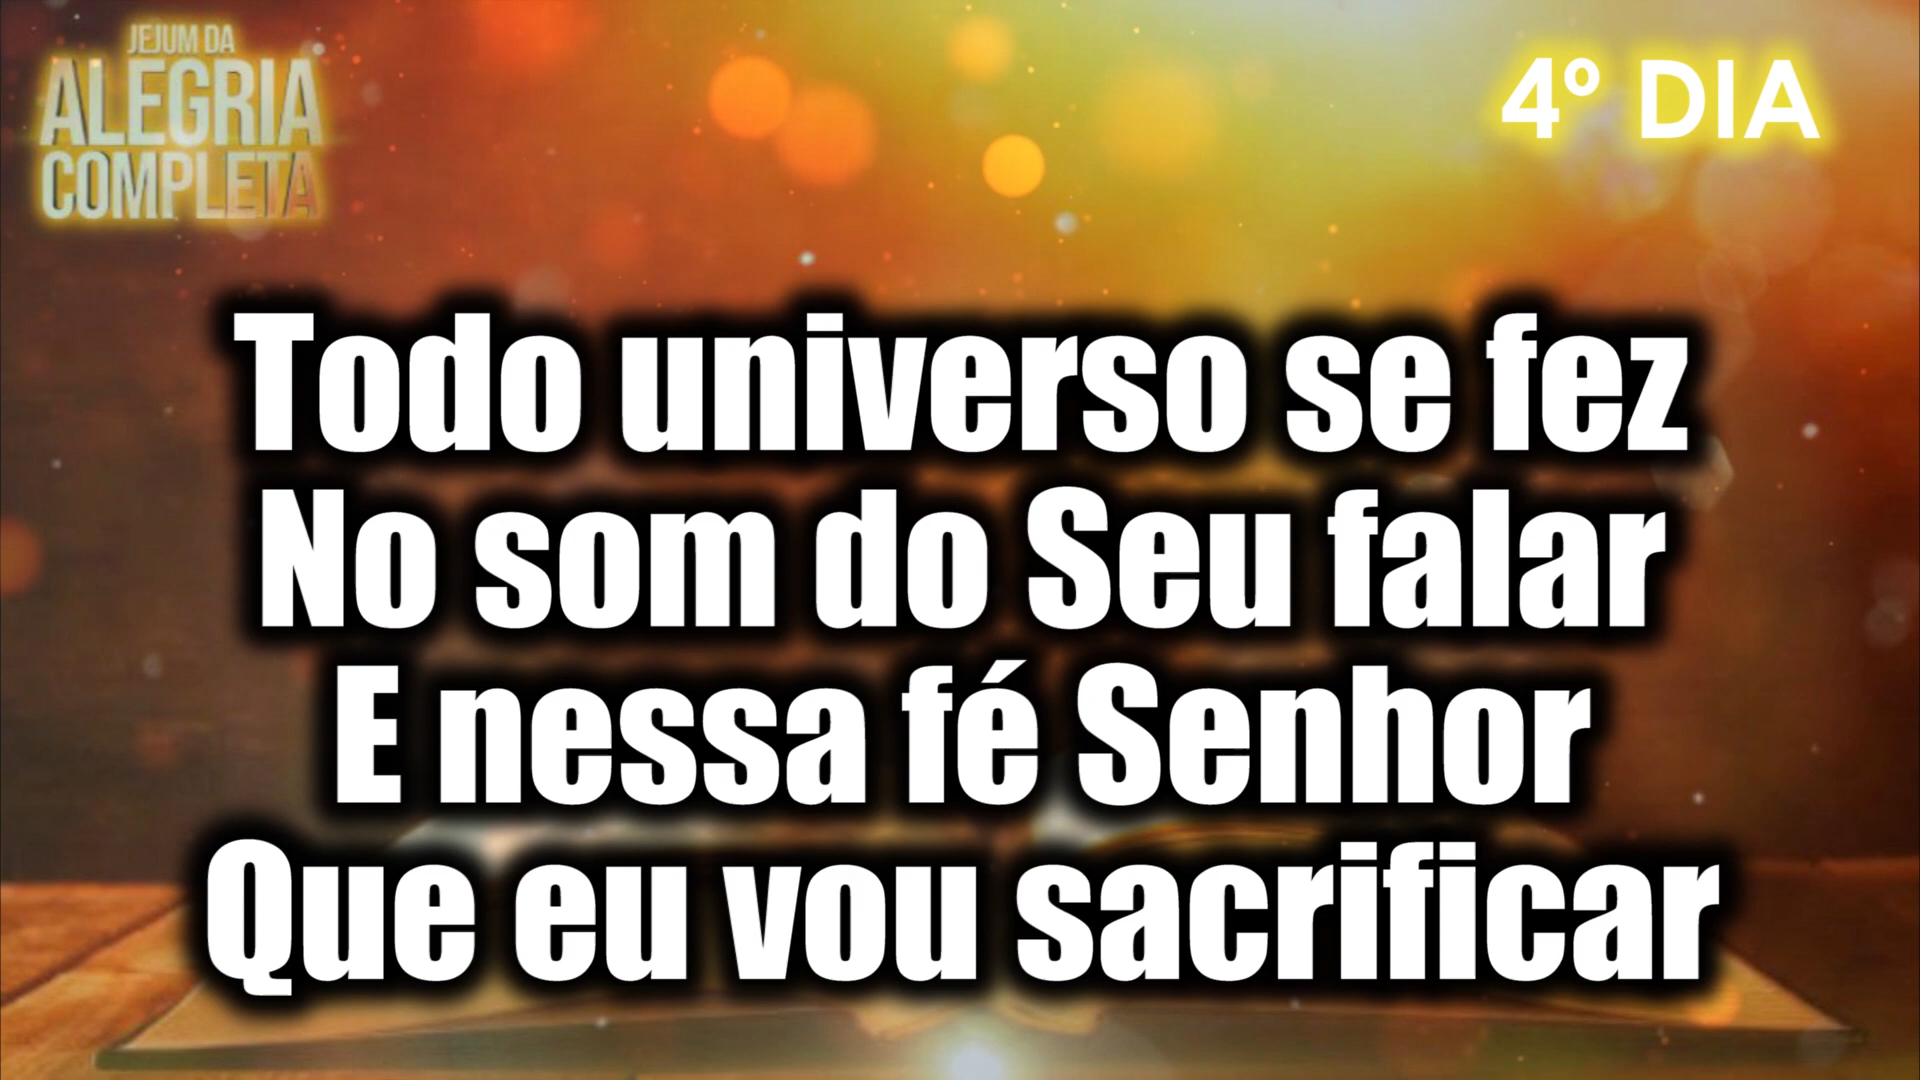 JEJUM DA
ALEGRIA
COMPLETA
4º DIA
Todo universo se fez
No som do Seu falar
E nessa fé Senhor
Que eu vou sacrificar